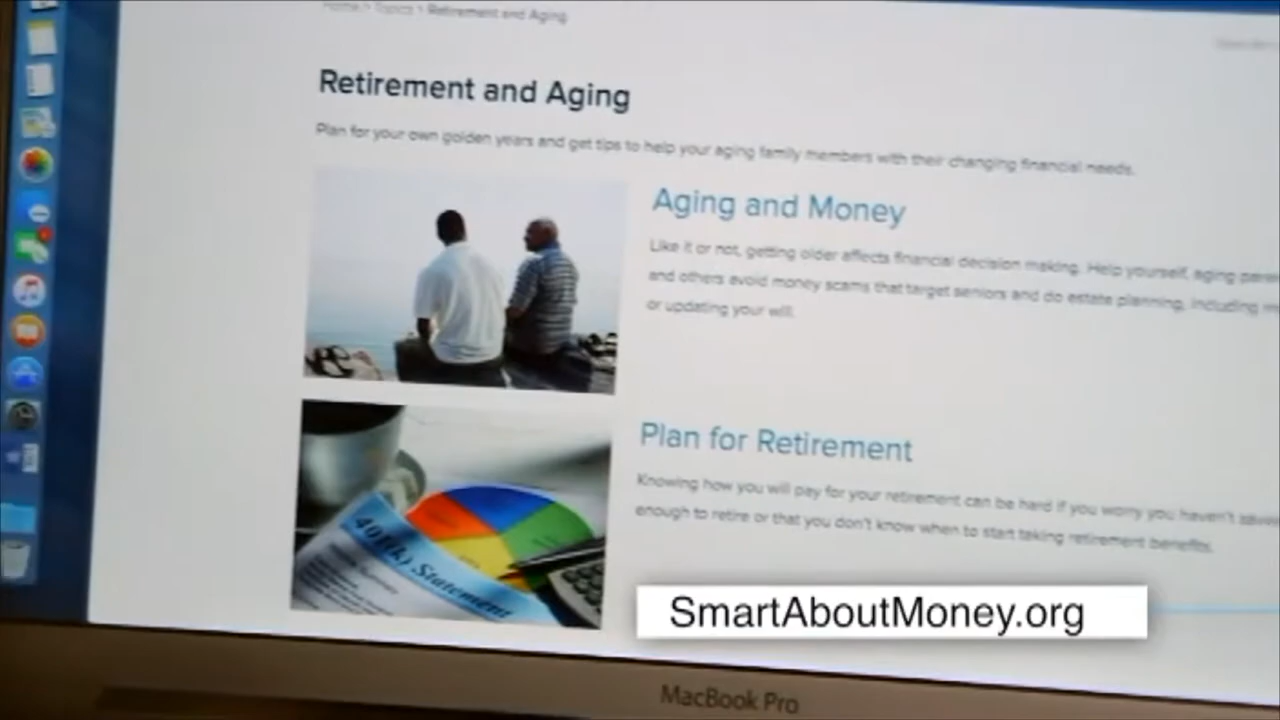 Home > Topics > Retirement and Aging
Retirement and Aging
Plan for your own golden years and get tips to help your aging family members with their changing financial needs.
Aging and Money
Like it or not, getting older affects financial decision making. Help yourself, aging
and others avoid money scams that target seniors and do estate planning, including
or updating your will.
Plan for Retirement
Knowing how you will pay for your retirement can be hard if you worry you haven't
enough to retire or that you don't know when to start taking retirement benefits.
401(k) Statement
SmartAboutMoney.org
MacBook Pro